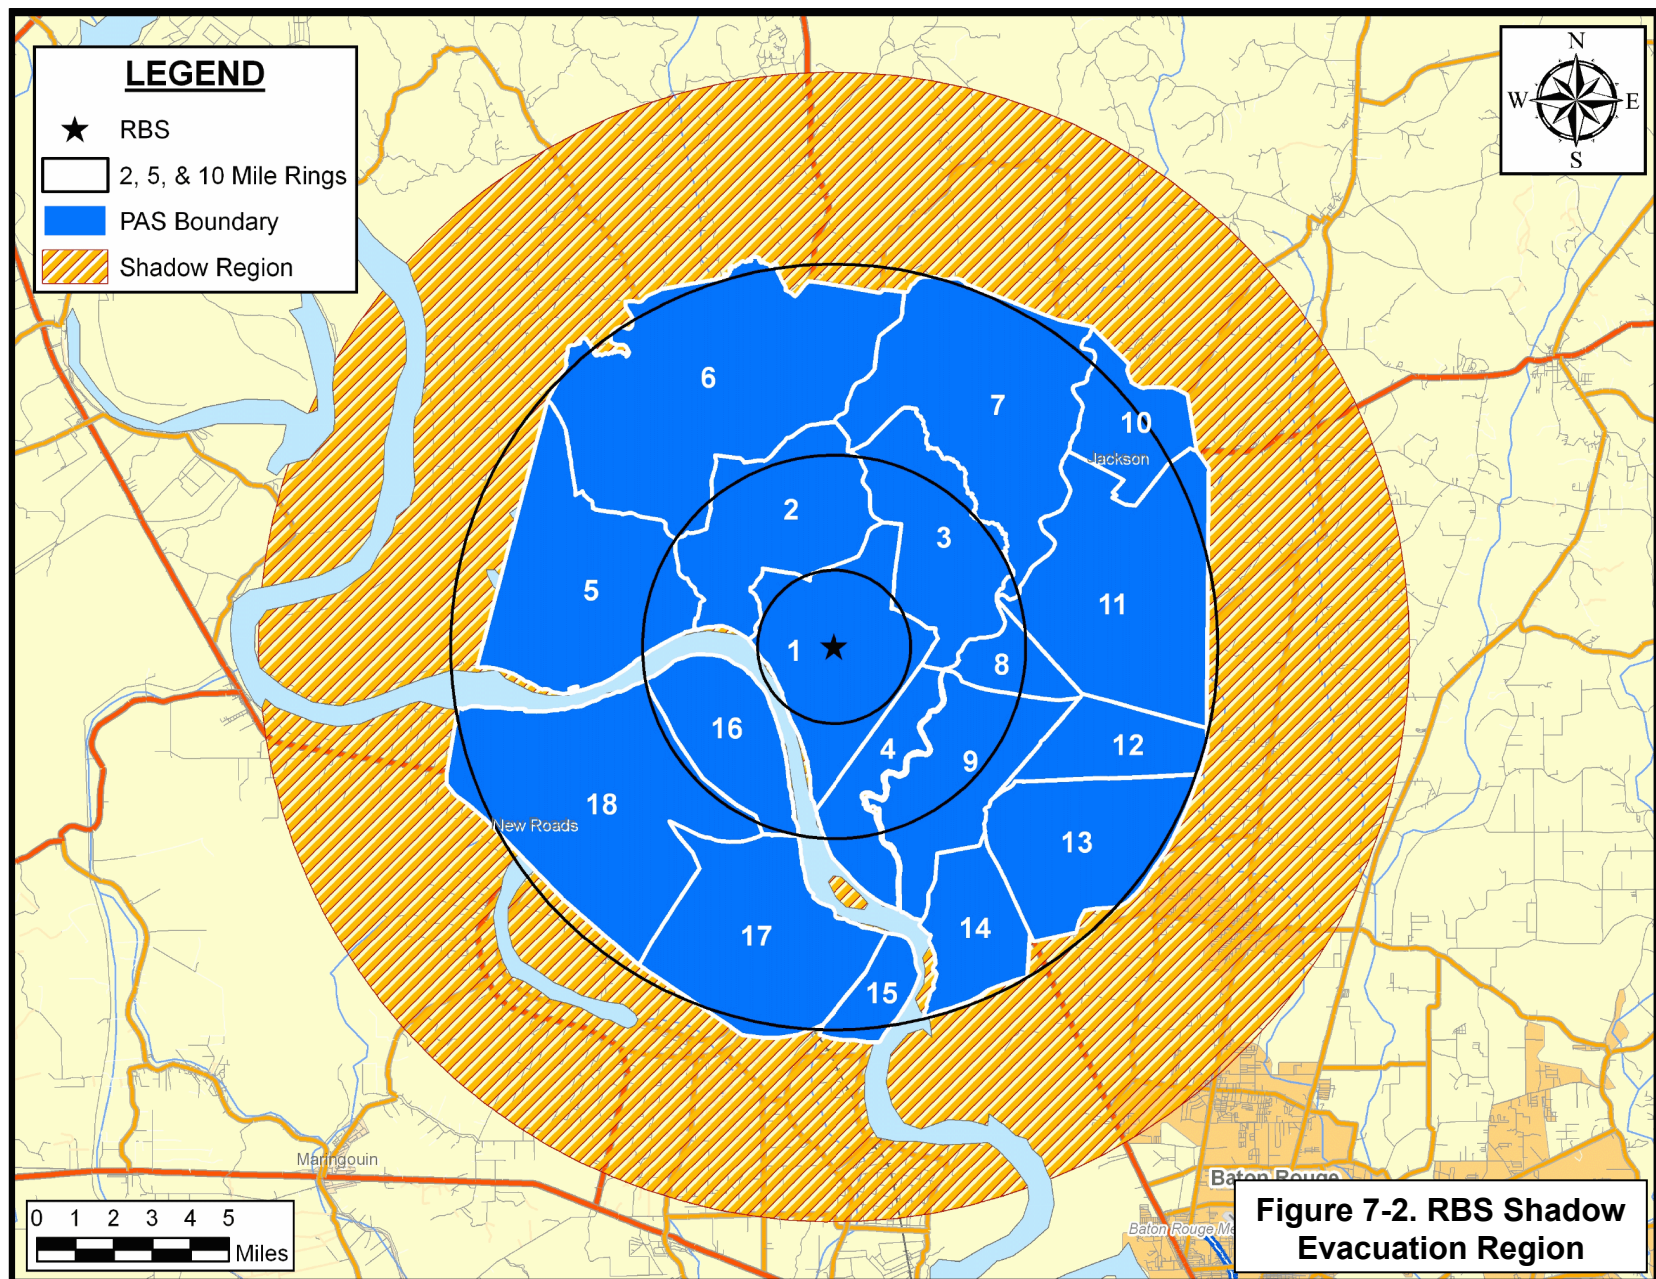 LEGEND
RBS
2, 5, & 10 Mile Rings
PAS Boundary
Shadow Region
N
W E
S
6
7
10
Jackson
2
3
5
11
1
8
16
4
9
12
18
New Roads
13
17
14
15
Maringouin
Baton Rouge
Baton Rouge
0 1 2 3 4 5
Miles
Figure 7-2. RBS Shadow
Evacuation Region